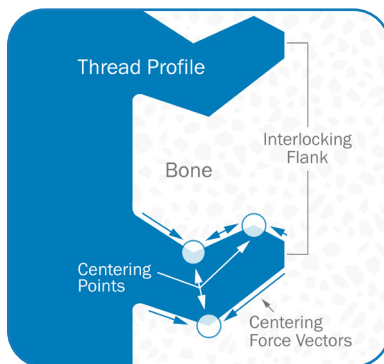 Thread Profile
Interlocking
Flank
Bone
Centering
Points
Centering
Force Vectors